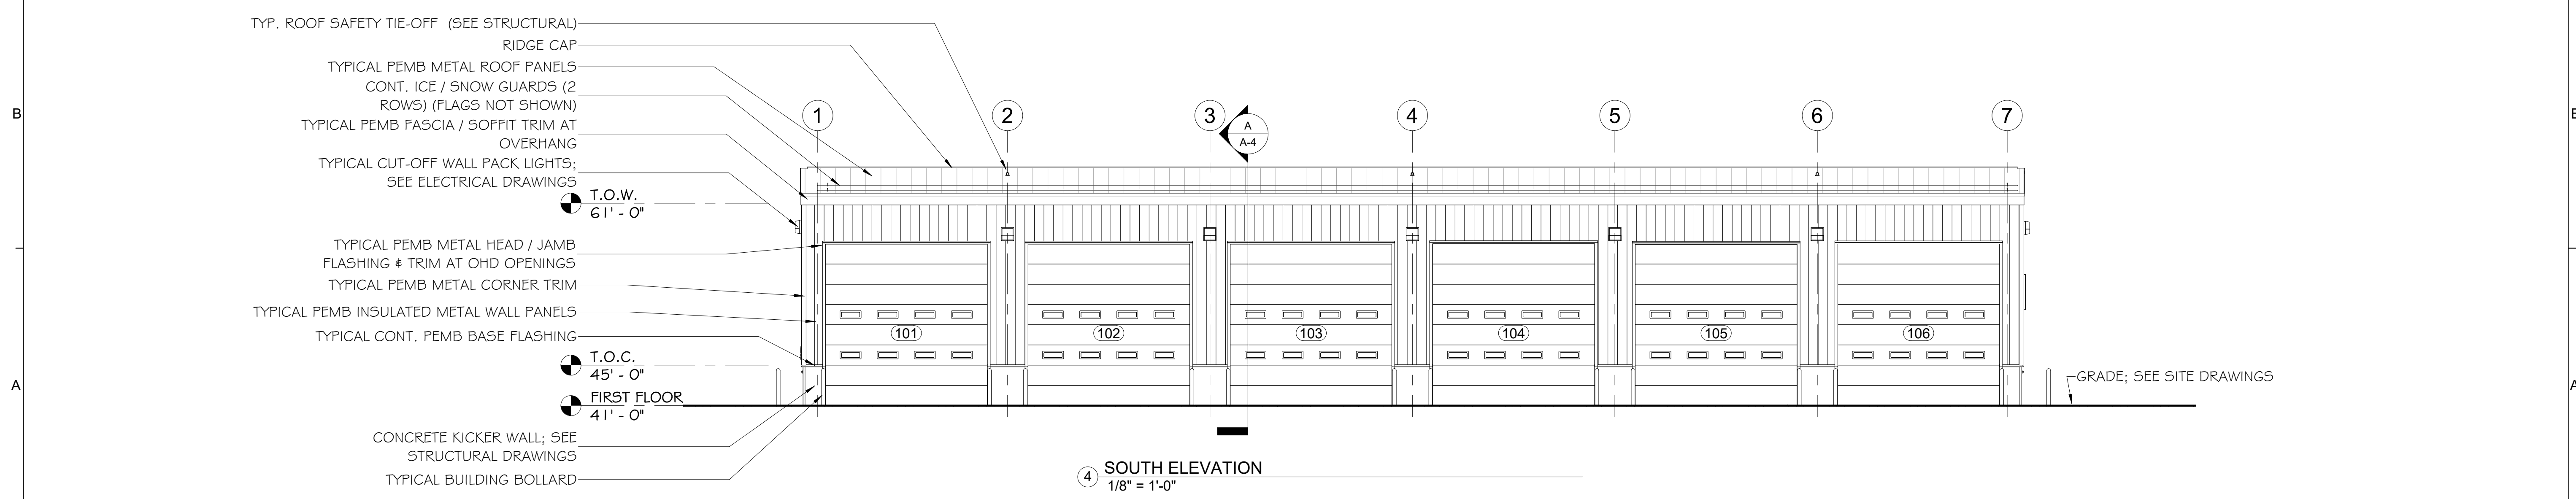 TYP. ROOF SAFETY TIE-OFF (SEE STRUCTURAL)
RIDGE CAP
TYPICAL PEMB METAL ROOF PANELS
CONT. ICE / SNOW GUARDS (2
ROWS) (FLAGS NOT SHOWN)
TYPICAL PEMB FASCIA / SOFFIT TRIM AT
OVERHANG
TYPICAL CUT-OFF WALL PACK LIGHTS;
SEE ELECTRICAL DRAWINGS
T.O.W.
61' - 0"
TYPICAL PEMB METAL HEAD / JAMB
FLASHING & TRIM AT OHD OPENINGS
TYPICAL PEMB METAL CORNER TRIM
TYPICAL PEMB INSULATED METAL WALL PANELS
TYPICAL CONT. PEMB BASE FLASHING
T.O.C.
45' - 0"
FIRST FLOOR
41' - 0"
CONCRETE KICKER WALL; SEE
STRUCTURAL DRAWINGS
TYPICAL BUILDING BOLLARD
B
A
1 2 3 4 5 6 7
A
A-4
101 102 103 104 105 106
GRADE; SEE SITE DRAWINGS
4 SOUTH ELEVATION
1/8" = 1'-0"